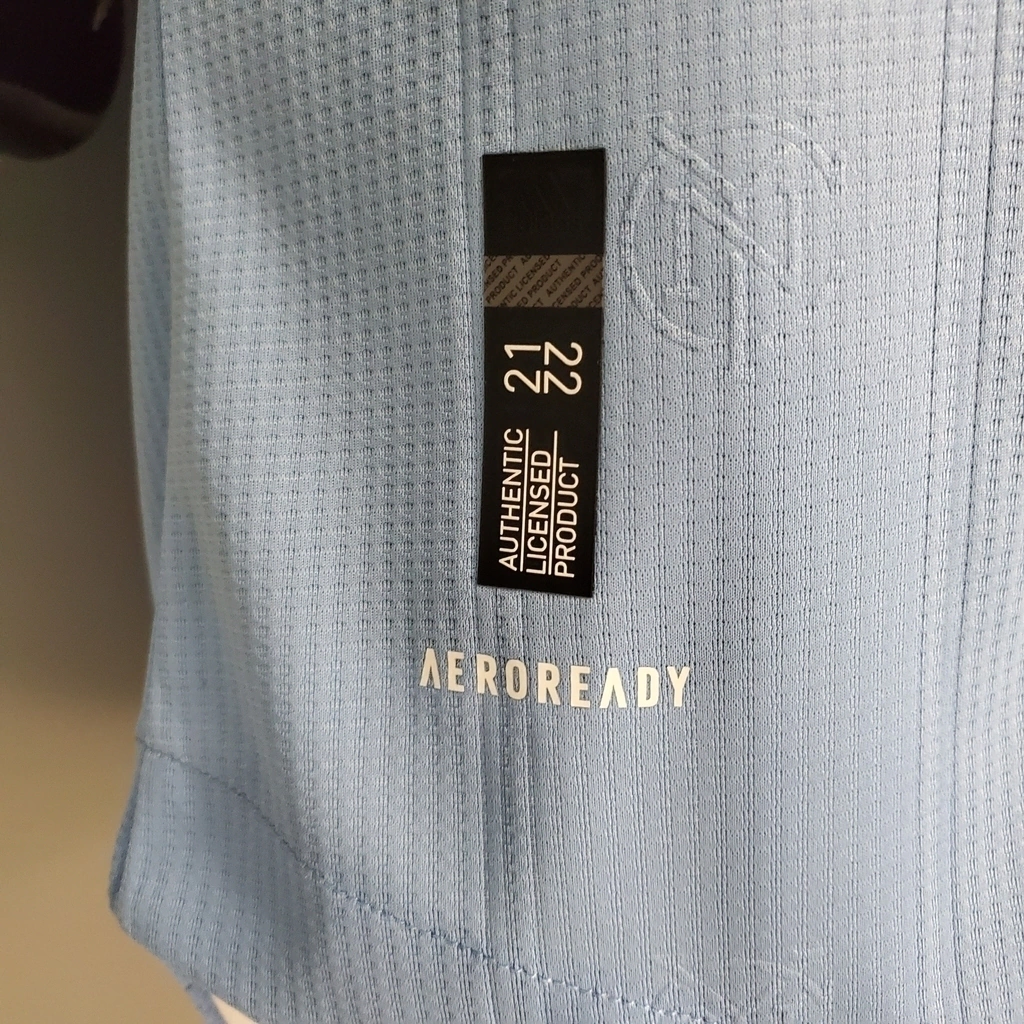 21
22
AUTHENTIC
LICENSED
PRODUCT
AEROREADY